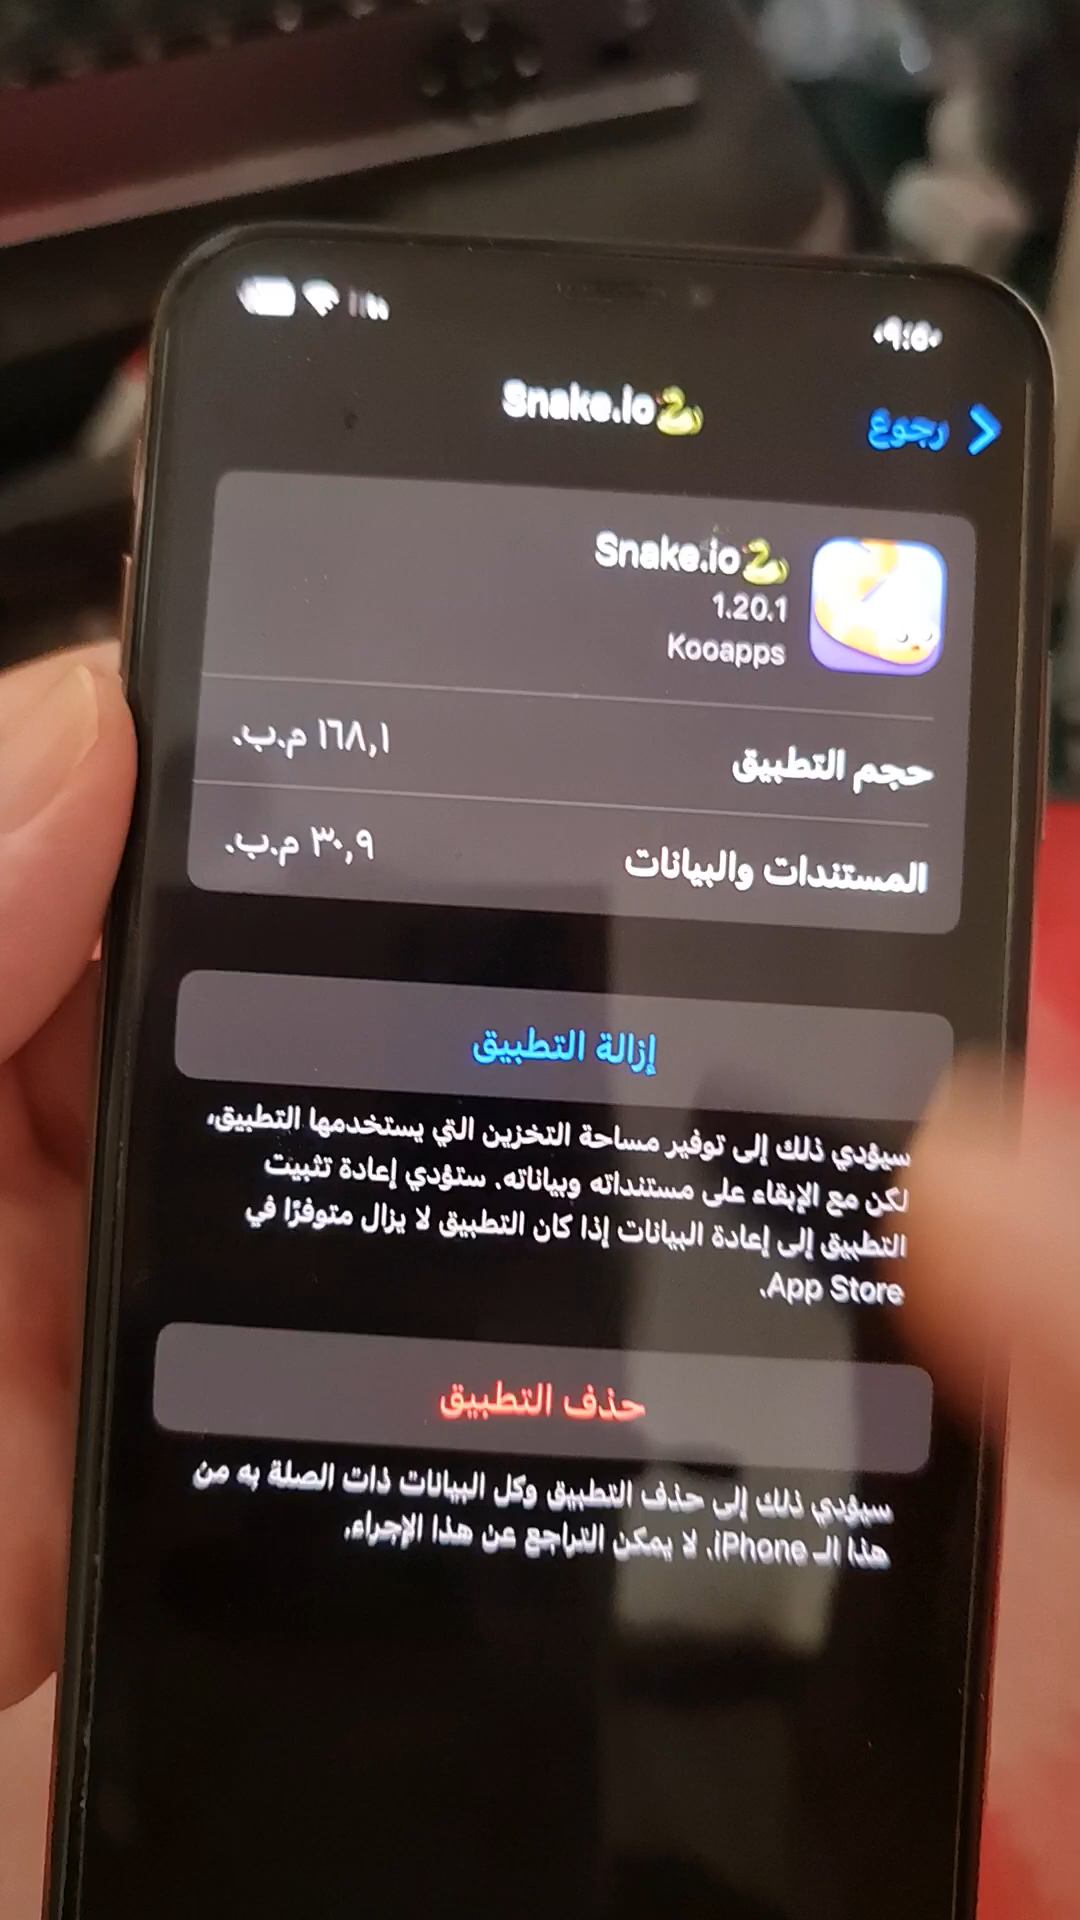 ٠٩:٥٠
رجوع
Snake.io🐍
Snake.io🐍
1.20.1
Kooapps
حجم التطبيق ١٦٨,١ م.ب.
المستندات والبيانات ٣٠,٩ م.ب.
إزالة التطبيق
سيؤدي ذلك إلى توفير مساحة التخزين التي يستخدمها التطبيق،
لكن مع الإبقاء على مستنداته وبياناته. ستؤدي إعادة تثبيت
التطبيق إلى إعادة البيانات إذا كان التطبيق لا يزال متوفرًا في
App Store.
حذف التطبيق
سيؤدي ذلك إلى حذف التطبيق وكل البيانات ذات الصلة به من
هذا الـ iPhone. لا يمكن التراجع عن هذا الإجراء.